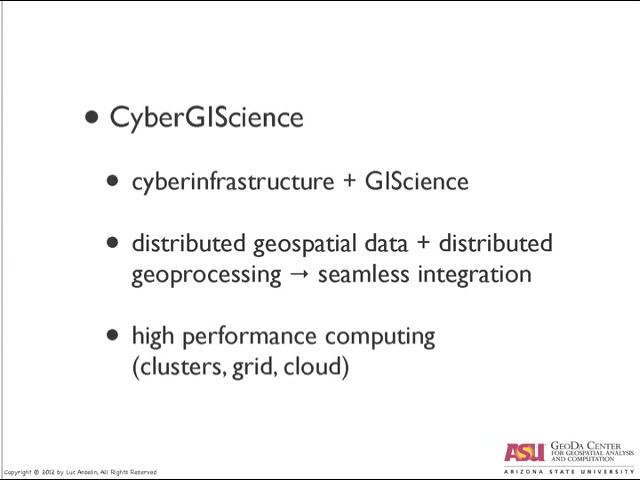 • CyberGIScience
• cyberinfrastructure + GIScience
• distributed geospatial data + distributed
geoprocessing → seamless integration
• high performance computing
(clusters, grid, cloud)
Copyright © 2012 by Luc Anselin, All Rights Reserved
ASU GEODA CENTER
FOR GEOSPATIAL ANALYSIS
AND COMPUTATION
ARIZONA STATE UNIVERSITY